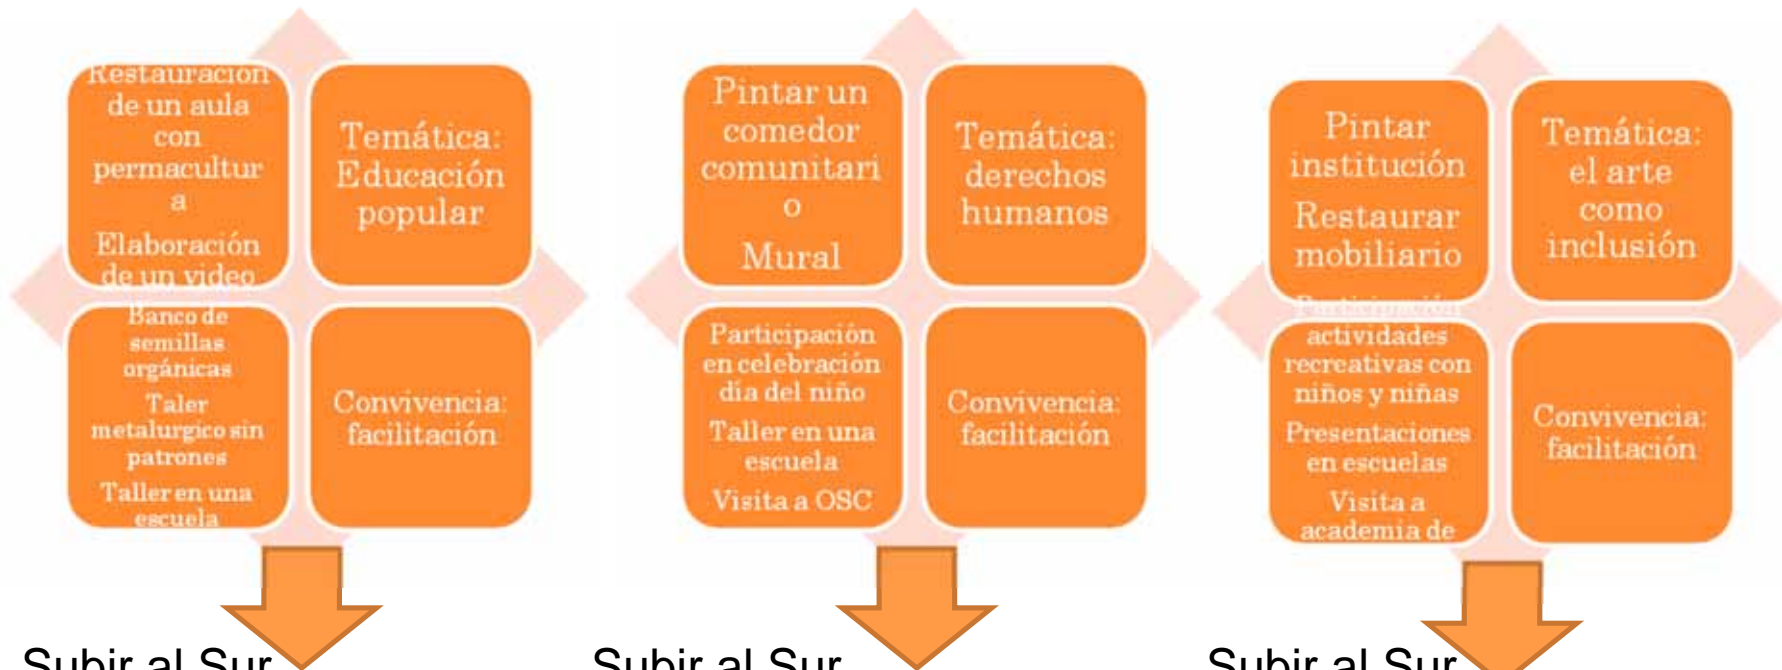 Restauración
de un aula
con
permacultur
a
Elaboración
de un video
Temática:
Educación
popular
Banco de
semillas
orgánicas
Taler
metalurgico sin
patrones
Taller en una
escuela
Convivencia:
facilitación
Pintar un
comedor
comunitari
o
Mural
Temática:
derechos
humanos
Participación
en celebración
día del niño
Taller en una
escuela
Visita a OSC
Convivencia:
facilitación
Pintar
institución
Restaurar
mobiliario
Temática:
el arte
como
inclusión
Participación
actividades
recreativas con
niños y niñas
Presentaciones
en escuelas
Visita a
academia de
Convivencia:
facilitación
Subir al Sur
Subir al Sur
Subir al Sur